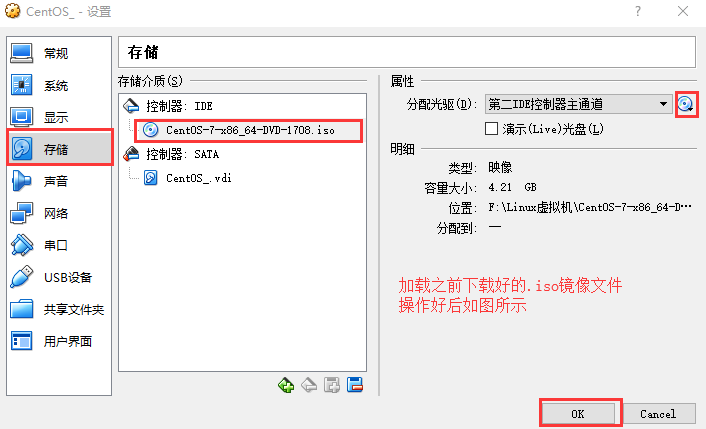 CentOS_ - 设置
?
常规
系统
显示
存储
声音
网络
串口
USB设备
共享文件夹
用户界面
存储
存储介质(S)
控制器: IDE
CentOS-7-x86_64-DVD-1708.iso
控制器: SATA
CentOS_.vdi
属性
分配光驱(D): 第二IDE控制器主通道
演示(Live)光盘(L)
明细
类型: 映像
容量大小: 4.21 GB
位置: F:\Linux虚拟机\CentOS-7-x86_64-D…
分配到: —
加载之前下载好的.iso镜像文件
操作好后如图所示
OK
Cancel